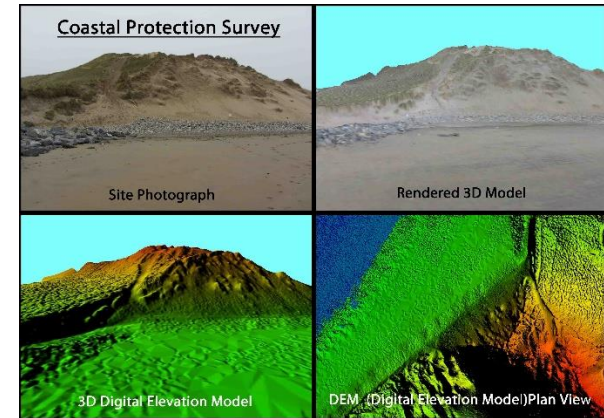 Coastal Protection Survey
Site Photograph
Rendered 3D Model
3D Digital Elevation Model
DEM (Digital Elevation Model)Plan View